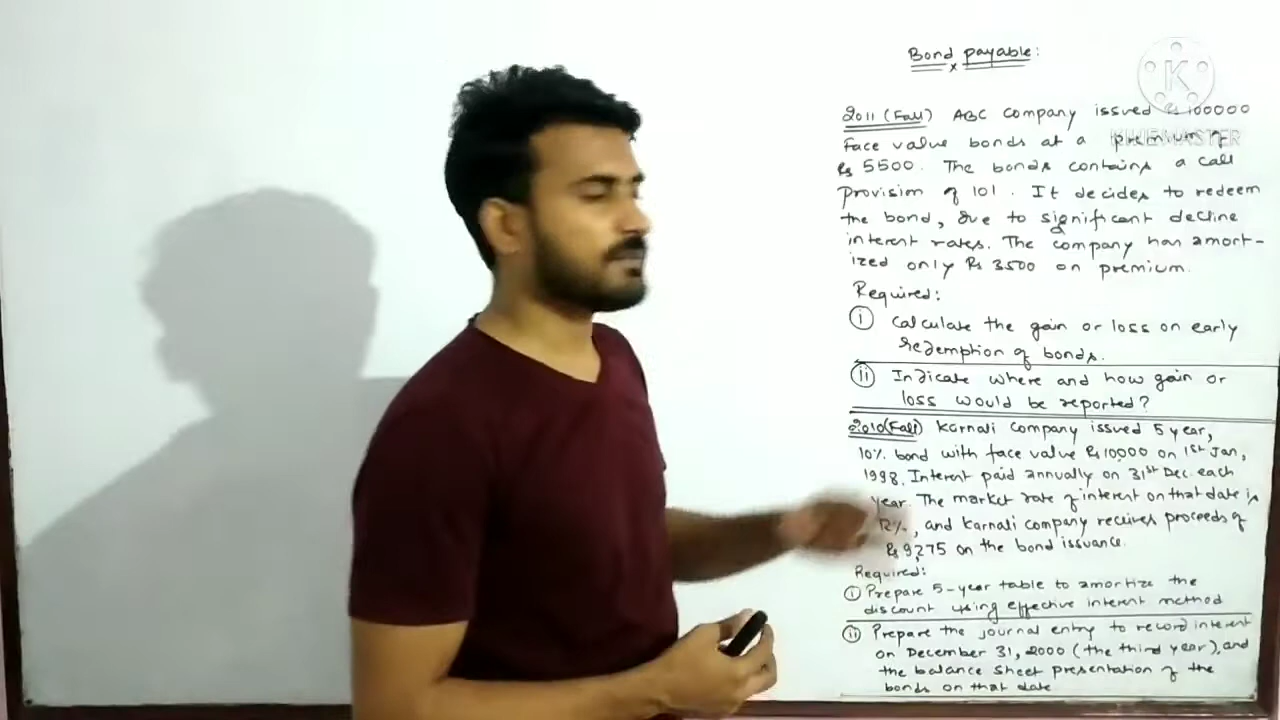 Bond payable:
2011 (Fall) ABC company issued Rs 100000
face value bonds at a premium of
Rs 5500. The bonds contains a call
provision of 101. It decides to redeem
the bond, due to significant decline
interest rates. The company has amort-
ized only Rs 3500 on premium.
Required:
i Calculate the gain or loss on early
redemption of bonds.
ii Indicate where and how gain or
loss would be reported?
2010(Fall) Karnali company issued 5 year,
10% bond with face value Rs 10,000 on 1st Jan,
1998. Interest paid annually on 31st Dec. each
year. The market rate of interest on that date is
12%, and Karnali company receives proceeds of
Rs 9,275 on the bond issuance.
Required:
i Prepare 5-year table to amortize the
discount using effective interest method
ii Prepare the journal entry to record interest
on December 31, 2000 (the third year), and
the balance sheet presentation of the
bonds on that date
K
KINEMASTER